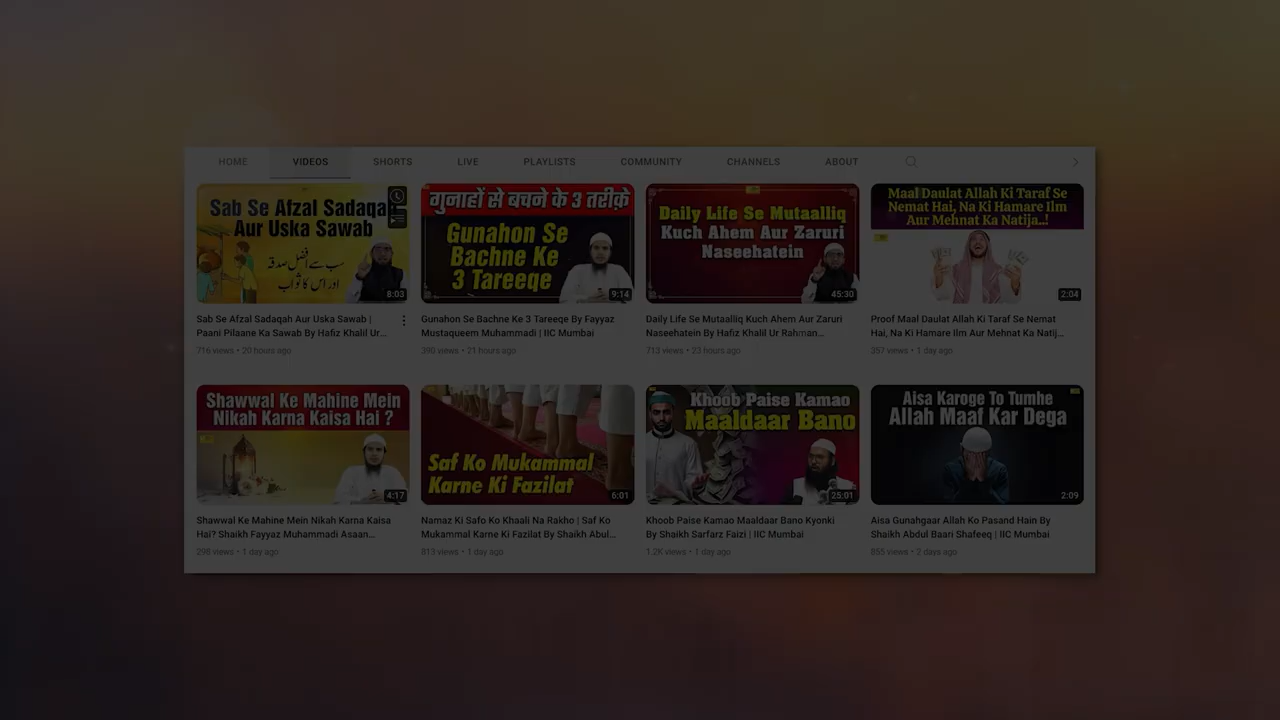 HOME VIDEOS SHORTS LIVE PLAYLISTS COMMUNITY CHANNELS ABOUT
Sab Se Afzal Sadaqa
Aur Uska Sawab
سب سے افضل صدقہ
اور اس کا ثواب
8:03
गुनाहों से बचने के 3 तरीक़े
Gunahon Se
Bachne Ke
3 Tareeqe
9:14
Daily Life Se Mutaalliq
Kuch Ahem Aur Zaruri
Naseehatein
45:30
Maal Daulat Allah Ki Taraf Se
Nemat Hai, Na Ki Hamare Ilm
Aur Mehnat Ka Natija..!
2:04
Sab Se Afzal Sadaqah Aur Uska Sawab |
Paani Pilaane Ka Sawab By Hafiz Khalil Ur...
716 views • 20 hours ago
Gunahon Se Bachne Ke 3 Tareeqe By Fayyaz
Mustaqueem Muhammadi | IIC Mumbai
390 views • 21 hours ago
Daily Life Se Mutaalliq Kuch Ahem Aur Zaruri
Naseehatein By Hafiz Khalil Ur Rahman...
713 views • 23 hours ago
Proof Maal Daulat Allah Ki Taraf Se Nemat
Hai, Na Ki Hamare Ilm Aur Mehnat Ka Natij...
357 views • 1 day ago
Shawwal Ke Mahine Mein
Nikah Karna Kaisa Hai ?
4:17
Saf Ko Mukammal
Karne Ki Fazilat
6:01
Khoob Paise Kamao
Maaldaar Bano
25:01
Aisa Karoge To Tumhe
Allah Maaf Kar Dega
2:09
Shawwal Ke Mahine Mein Nikah Karna Kaisa
Hai? Shaikh Fayyaz Muhammadi Asaan...
298 views • 1 day ago
Namaz Ki Safo Ko Khaali Na Rakho | Saf Ko
Mukammal Karne Ki Fazilat By Shaikh Abul...
813 views • 1 day ago
Khoob Paise Kamao Maaldaar Bano Kyonki
By Shaikh Sarfarz Faizi | IIC Mumbai
1.2K views • 1 day ago
Aisa Gunahgaar Allah Ko Pasand Hain By
Shaikh Abdul Baari Shafeeq | IIC Mumbai
855 views • 2 days ago